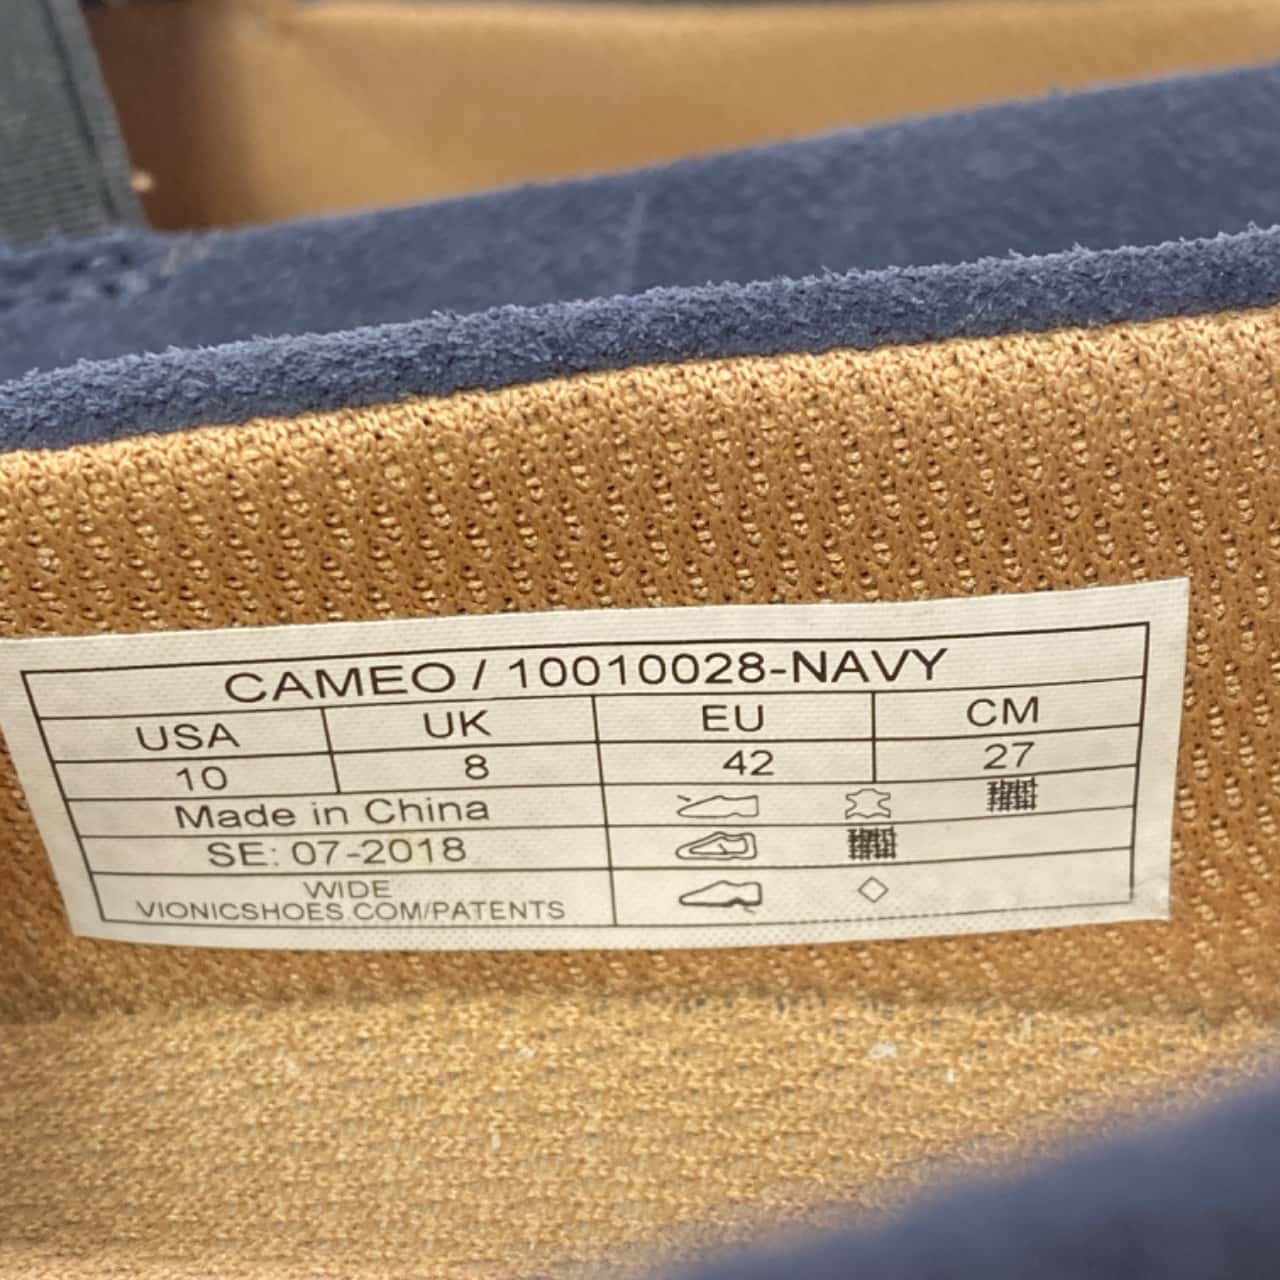 CAMEO / 10010028-NAVY
USA UK EU CM
10 8 42 27
Made in China
SE: 07-2018
WIDE
VIONICSHOES.COM/PATENTS